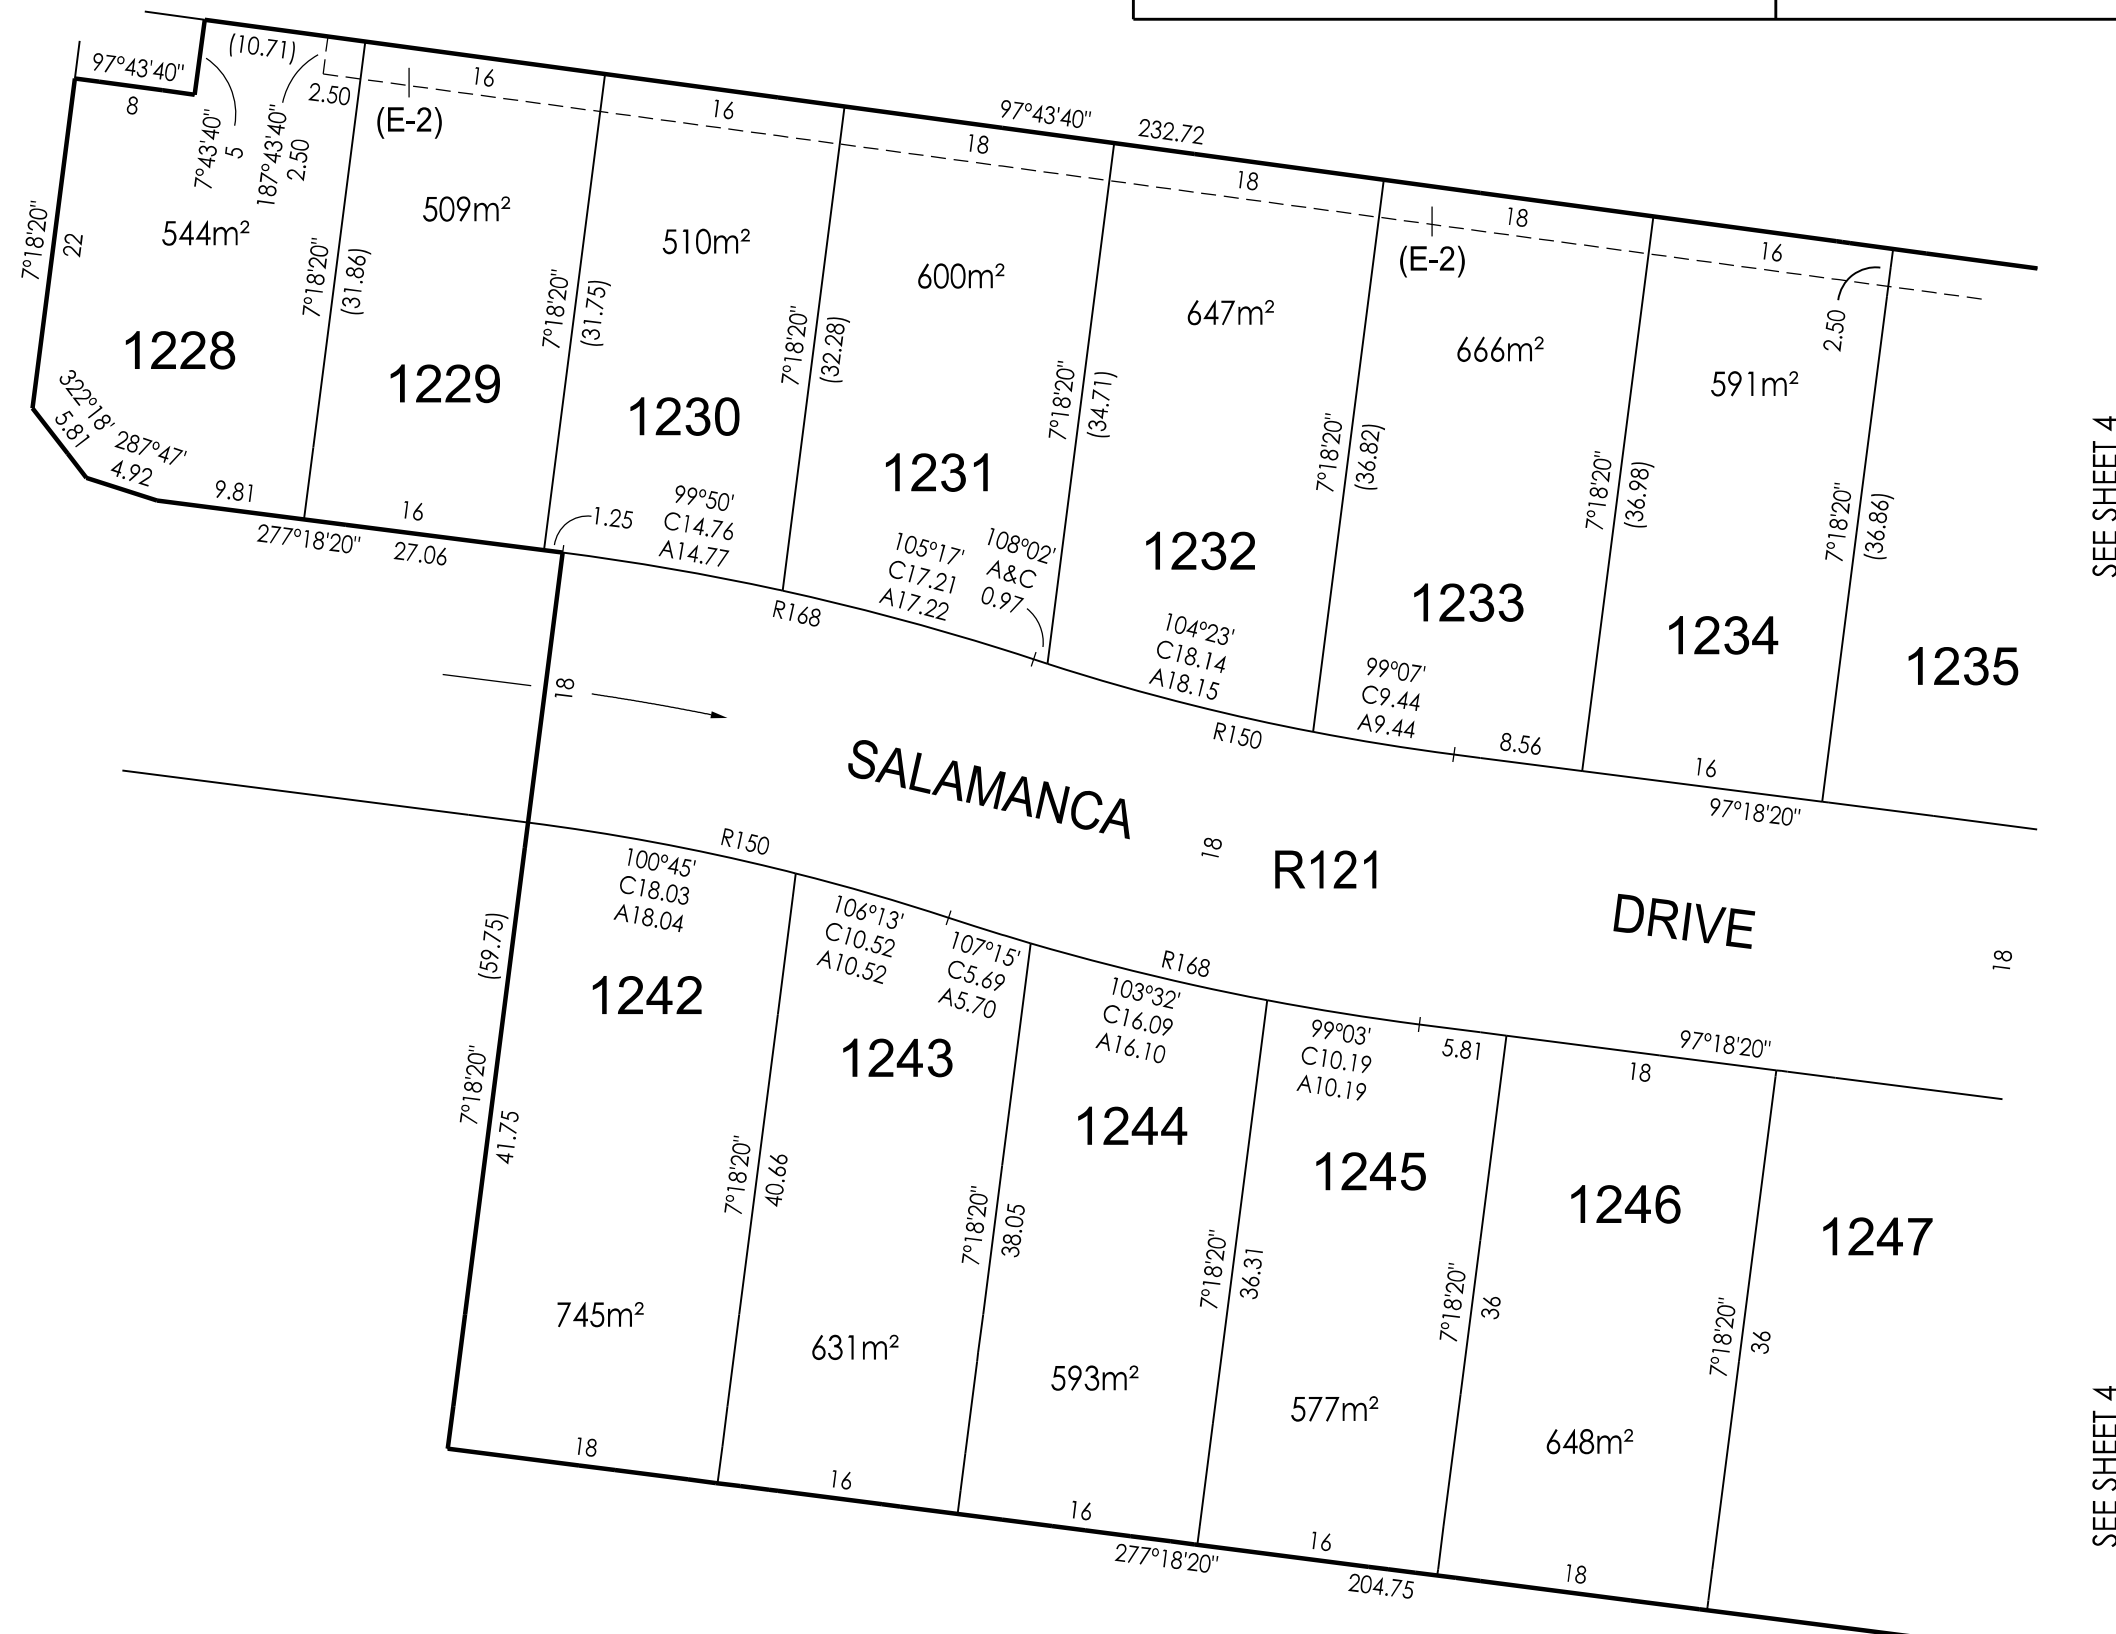 (10.71)
97°43'40"
8
2.50
(E-2)
7°43'40"
5
187°43'40"
2.50
16
16
97°43'40"
232.72
18
18
18
16
(E-2)
2.50
7°18'20"
22
544m²
1228
322°18'
5.81
287°47'
4.92
9.81
277°18'20"
27.06
7°18'20"
(31.86)
509m²
1229
16
7°18'20"
(31.75)
510m²
1230
1.25
99°50'
C14.76
A14.77
7°18'20"
(32.28)
600m²
1231
R168
105°17'
C17.21
A17.22
108°02'
A&C
0.97
7°18'20"
(34.71)
647m²
1232
104°23'
C18.14
A18.15
R150
7°18'20"
(36.82)
666m²
1233
99°07'
C9.44
A9.44
8.56
7°18'20"
(36.98)
591m²
1234
16
97°18'20"
7°18'20"
(36.86)
1235
SEE SHEET 4
18
SALAMANCA
18
R121
DRIVE
18
R150
100°45'
C18.03
A18.04
(59.75)
7°18'20"
41.75
1242
745m²
18
106°13'
C10.52
A10.52
107°15'
C5.69
A5.70
1243
7°18'20"
40.66
631m²
16
R168
103°32'
C16.09
A16.10
1244
7°18'20"
38.05
593m²
16
99°03'
C10.19
A10.19
5.81
1245
7°18'20"
36.31
577m²
16
277°18'20"
204.75
97°18'20"
18
1246
7°18'20"
36
648m²
18
7°18'20"
36
1247
SEE SHEET 4